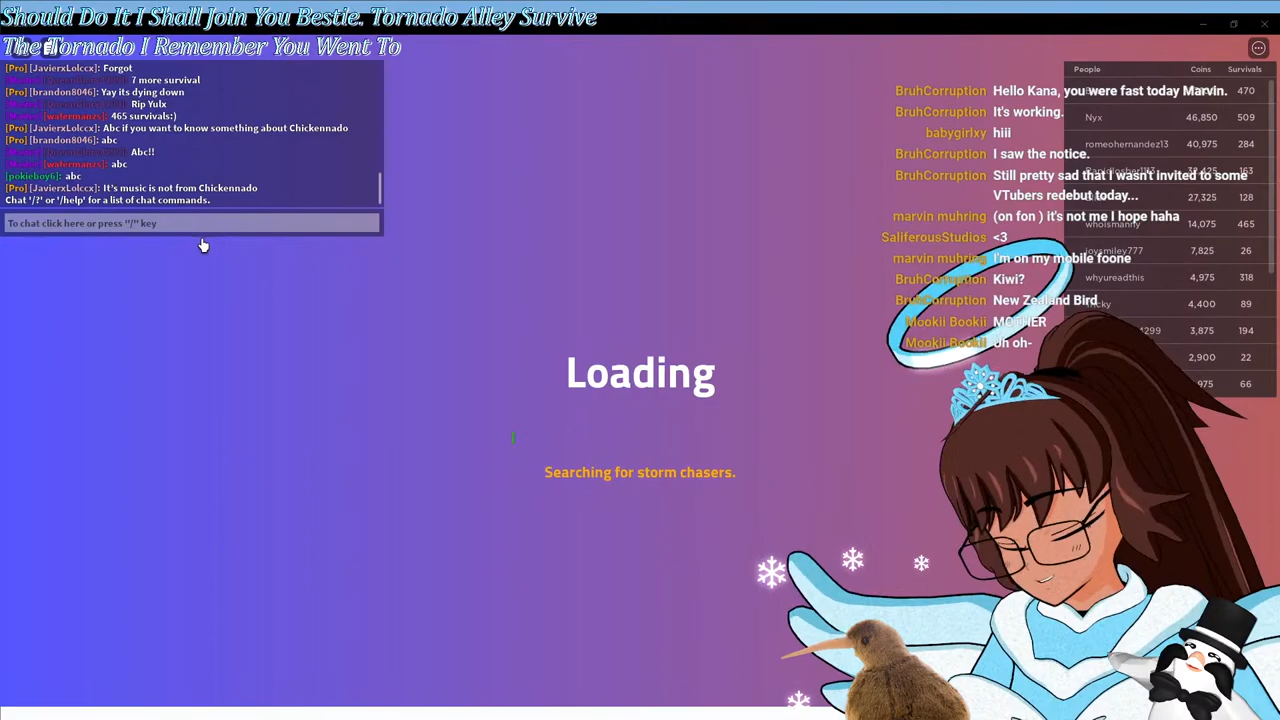 Should Do It I Shall Join You Bestie. Tornado Alley Survive
The Tornado I Remember You Went To
[Pro] [JavierxLolccx]: Forgot
7 more survival
[Pro] [brandon8046]: Yay its dying down
Rip Yulx
[watermanzs]: 465 survivals:)
[Pro] [JavierxLolccx]: Abc if you want to know something about Chickennado
[Pro] [brandon8046]: abc
Abc!!
[watermanzs]: abc
[pokieboy6]: abc
[Pro] [JavierxLolccx]: It's music is not from Chickennado
Chat '/?' or '/help' for a list of chat commands.
To chat click here or press "/" key
Loading
Searching for storm chasers.
People Coins Survivals
470
Nyx 46,850 509
romeohernandez13 40,975 284
163
27,325 128
whoismanny 14,075 465
joysmiley777 7,825 26
whyureadthis 4,975 318
4,400 89
4299 3,875 194
2,900 22
975 66
BruhCorruption Hello Kana, you were fast today Marvin.
BruhCorruption It's working.
babygirlxy hiii
BruhCorruption I saw the notice.
BruhCorruption Still pretty sad that I wasn't invited to some
VTubers redebut today...
marvin muhring (on fon ) it's not me I hope haha
SaliferousStudios <3
marvin muhring I'm on my mobile foone
BruhCorruption Kiwi?
BruhCorruption New Zealand Bird
Mookii Bookii MOTHER
Mookii Bookii Uh oh-